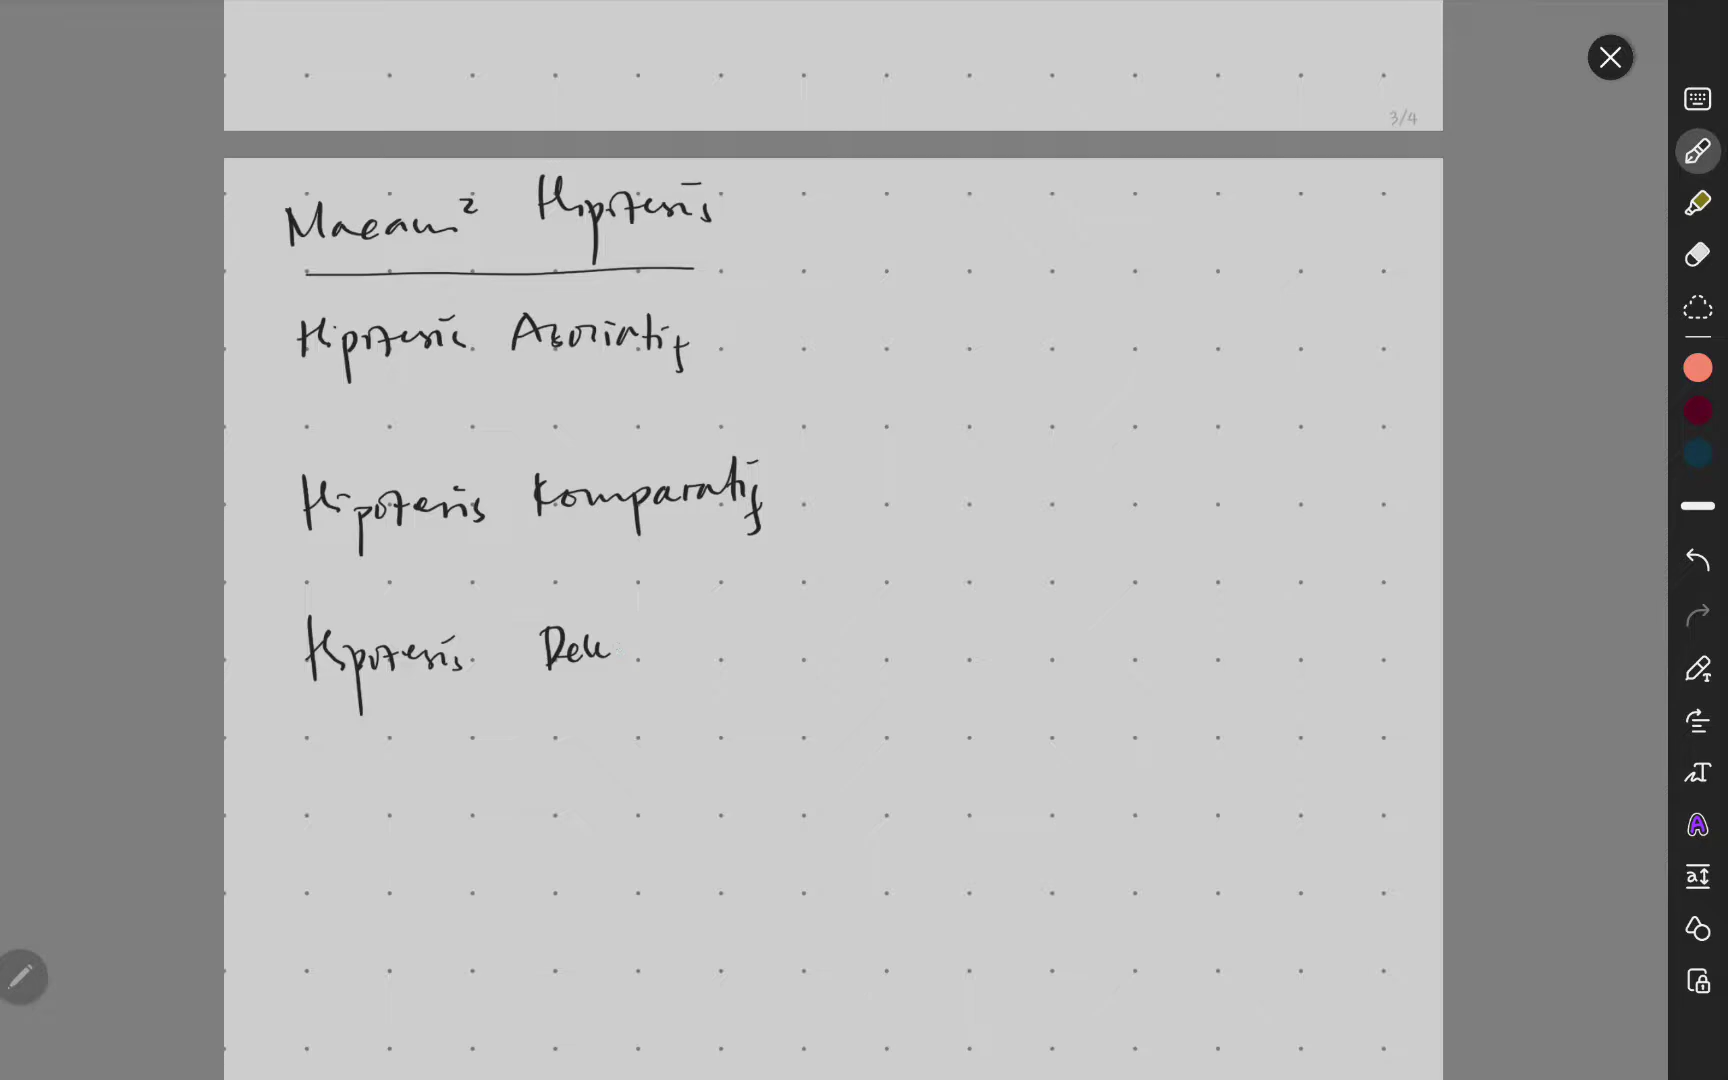 3/4
Macam² Hipotesis
Hipotesis Asosiatif
Hipotesis Komparatif
Hipotesis